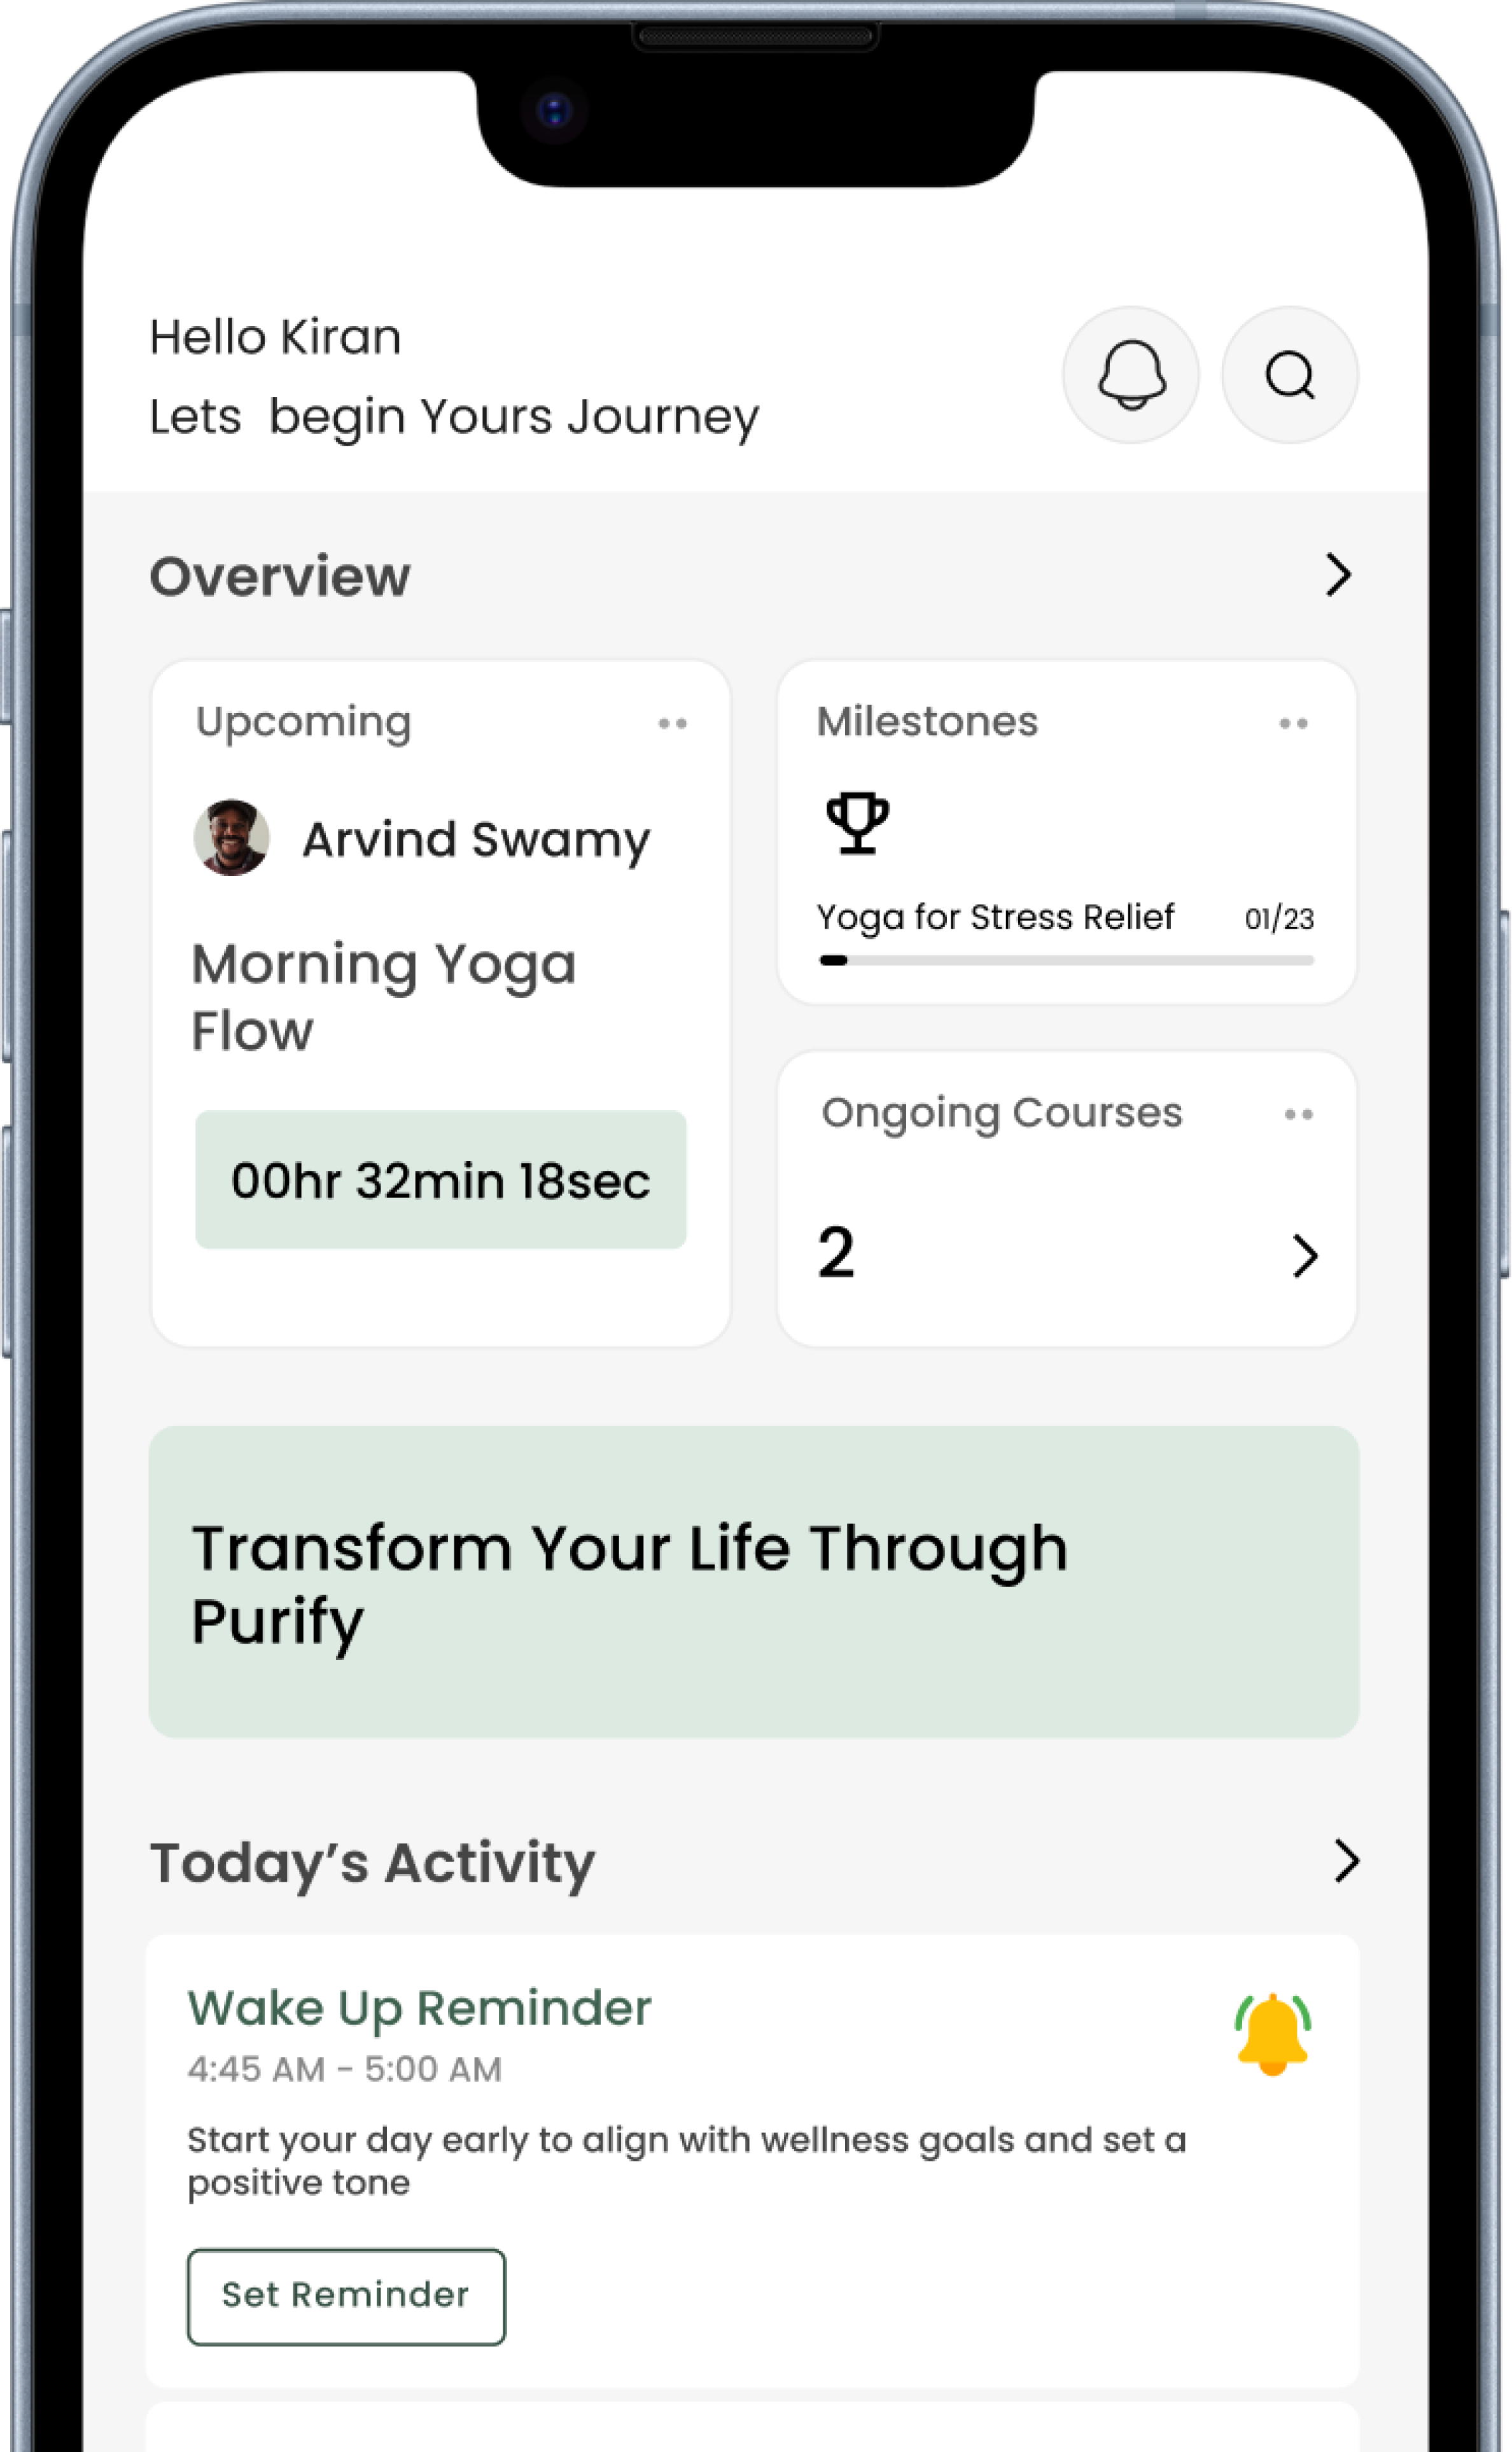 Hello Kiran
Lets  begin Yours Journey
Overview
Upcoming
Arvind Swamy
Morning Yoga
Flow
00hr 32min 18sec
Milestones
Yoga for Stress Relief 01/23
Ongoing Courses
2
Transform Your Life Through
Purify
Today’s Activity
Wake Up Reminder
4:45 AM - 5:00 AM
Start your day early to align with wellness goals and set a
positive tone
Set Reminder